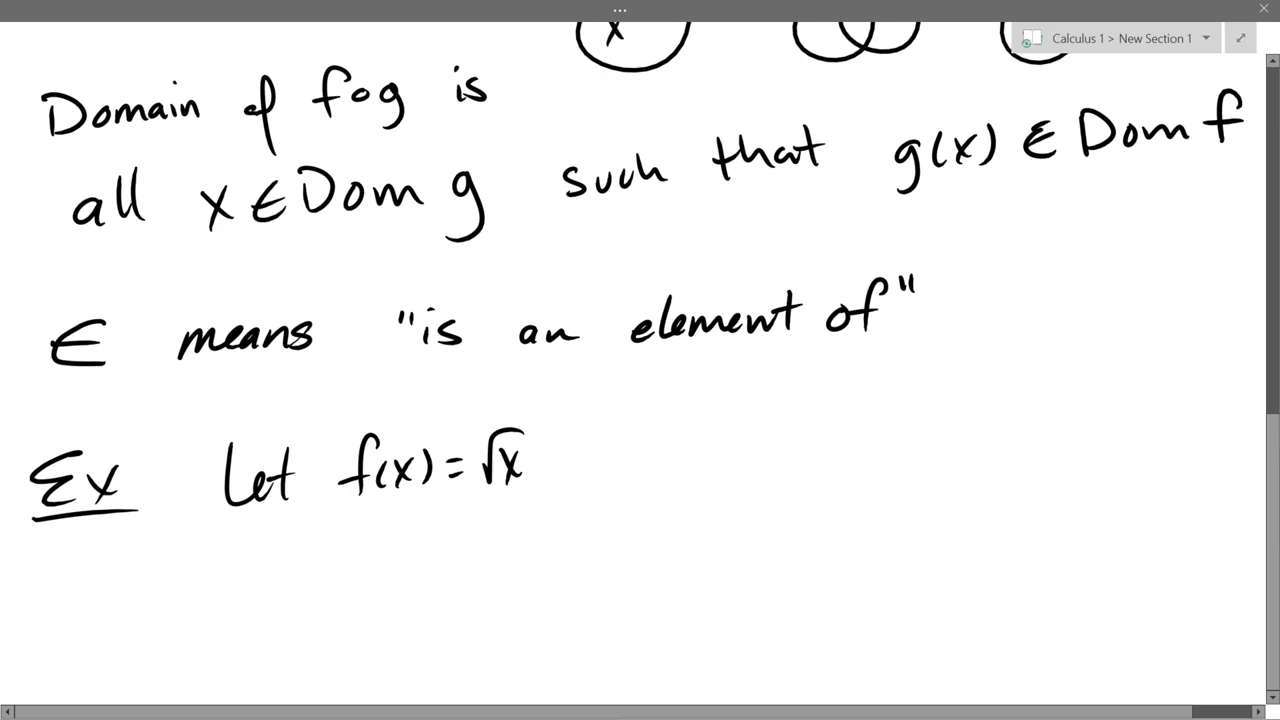 Calculus 1 > New Section 1
x
Domain of f∘g is
all x ∈ Dom g such that g(x) ∈ Dom f
∈ means "is an element of"
Ex Let f(x) = √x